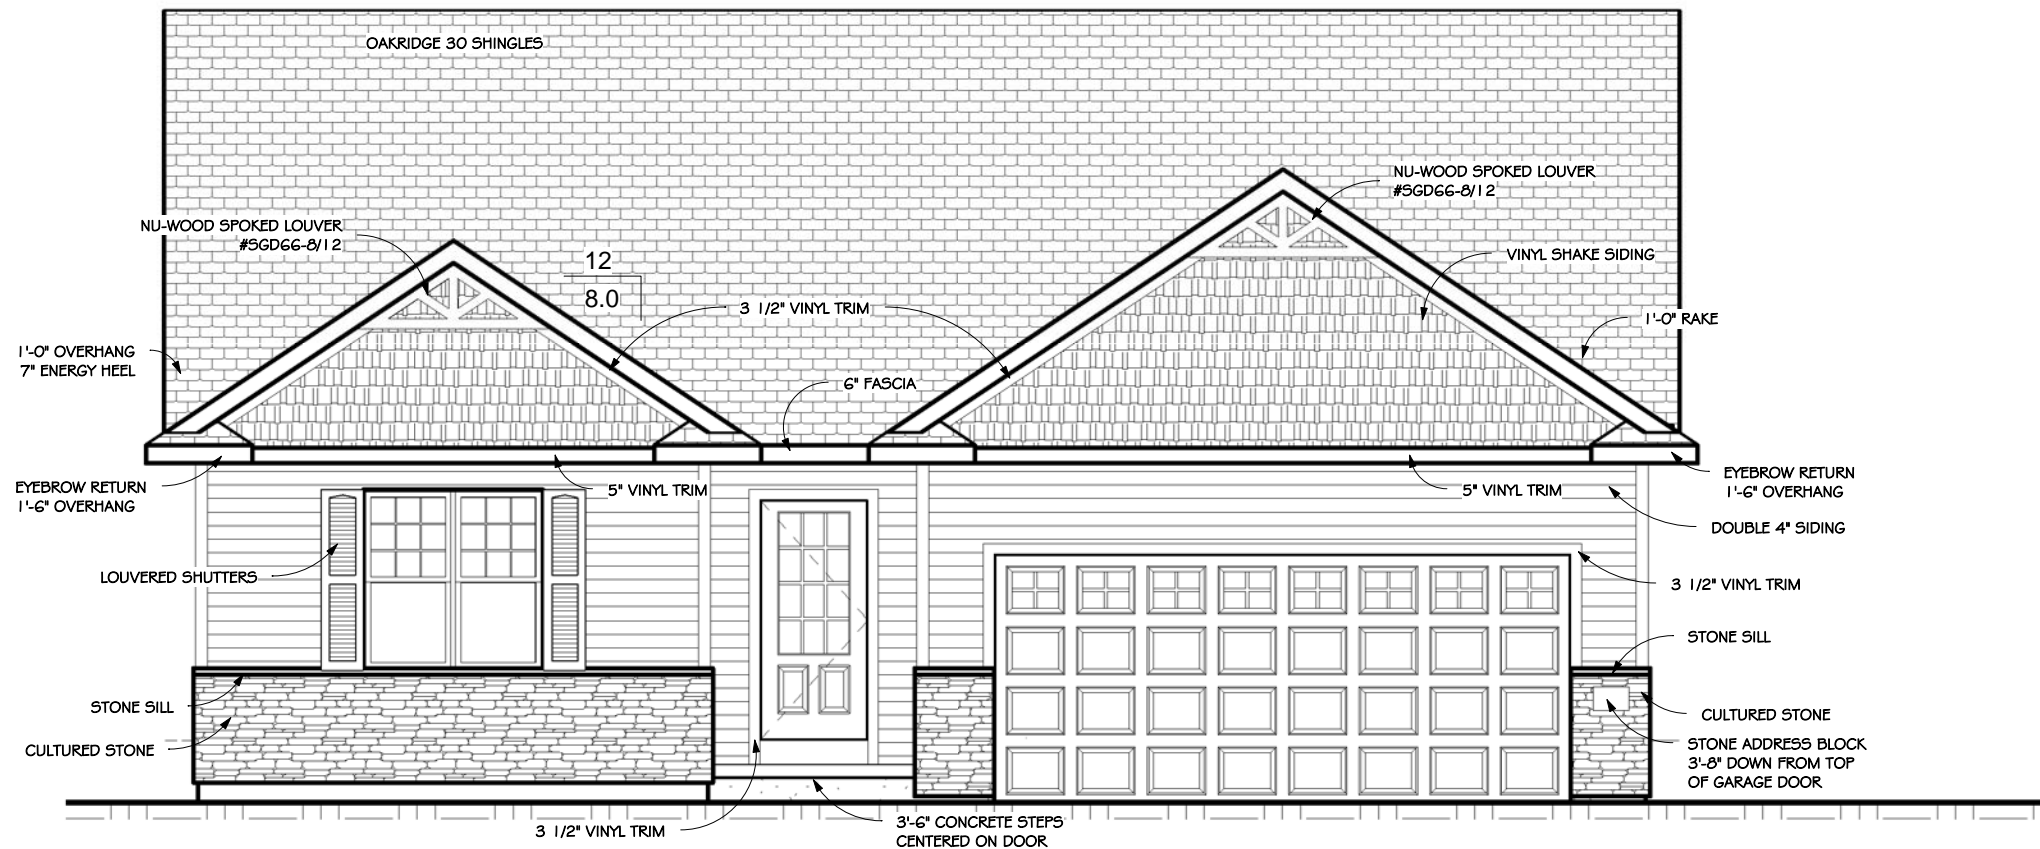 OAKRIDGE 30 SHINGLES
NU-WOOD SPOKED LOUVER
#SGD66-8/12
NU-WOOD SPOKED LOUVER
#SGD66-8/12
12
8.0
VINYL SHAKE SIDING
3 1/2" VINYL TRIM
1'-0" RAKE
1'-0" OVERHANG
7" ENERGY HEEL
6" FASCIA
EYEBROW RETURN
1'-6" OVERHANG
5" VINYL TRIM
5" VINYL TRIM
EYEBROW RETURN
1'-6" OVERHANG
DOUBLE 4" SIDING
LOUVERED SHUTTERS
3 1/2" VINYL TRIM
STONE SILL
STONE SILL
CULTURED STONE
CULTURED STONE
STONE ADDRESS BLOCK
3'-8" DOWN FROM TOP
OF GARAGE DOOR
3 1/2" VINYL TRIM
3'-6" CONCRETE STEPS
CENTERED ON DOOR